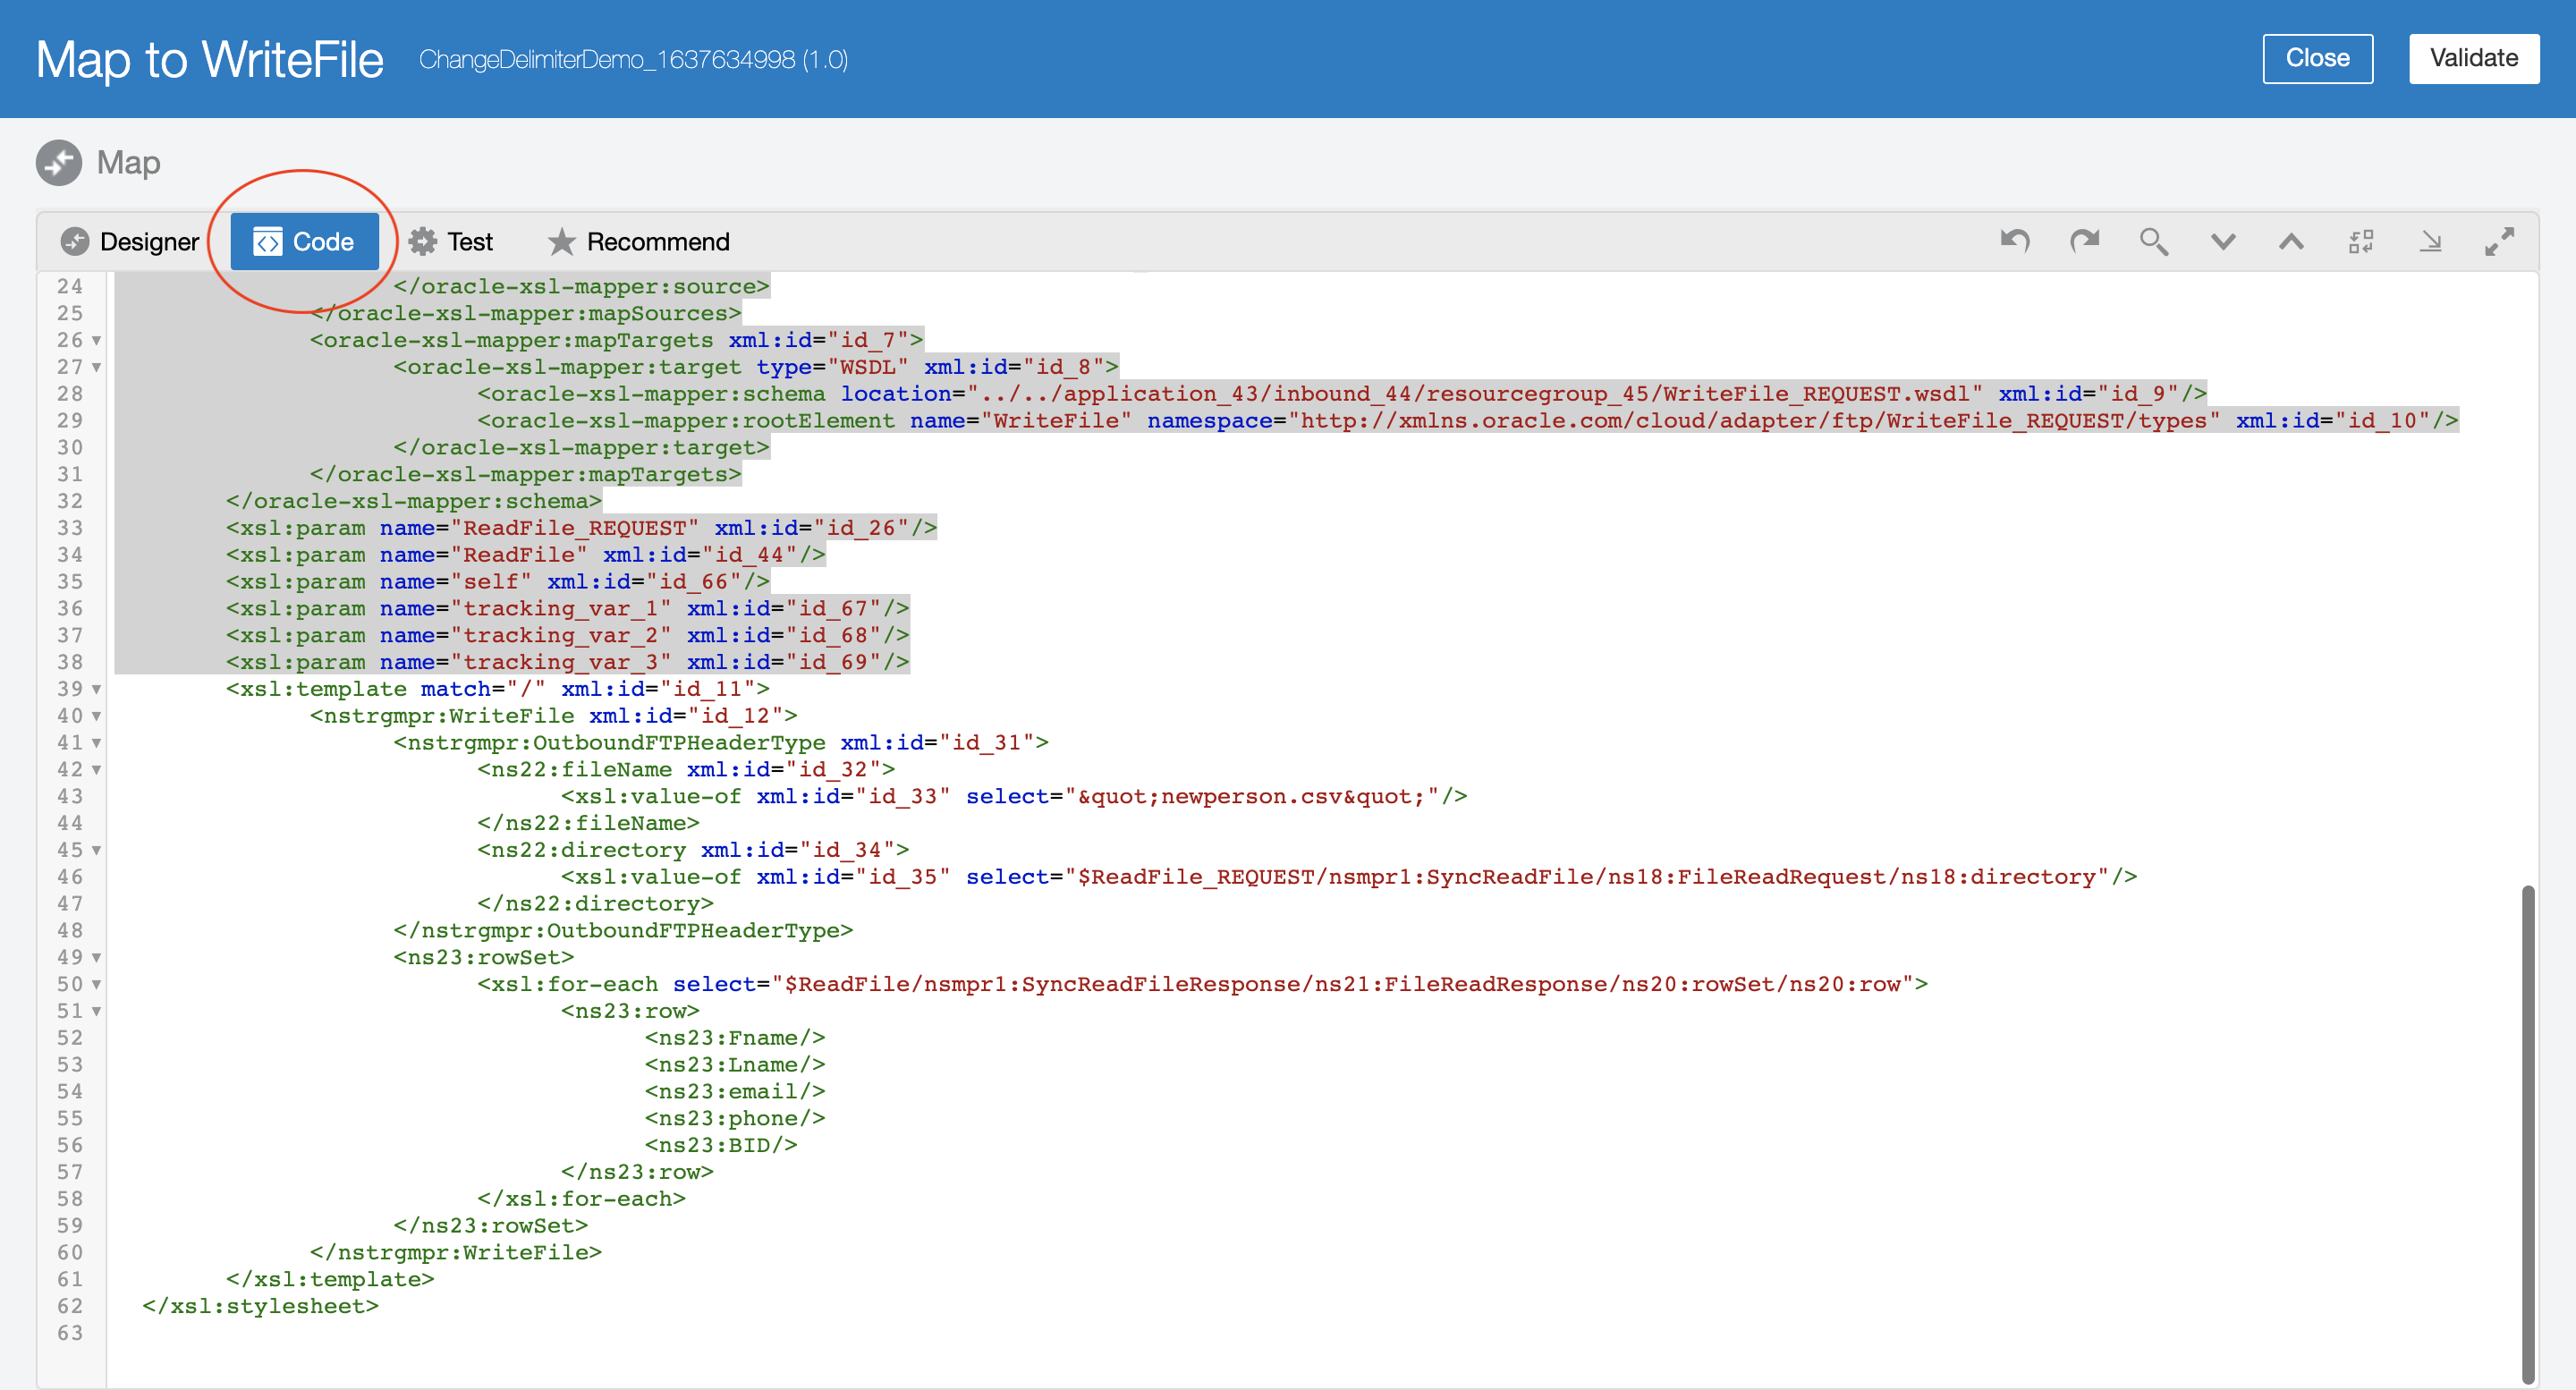 Map to WriteFile ChangeDelimiterDemo_1637634998 (1.0) Close Validate
Map
Designer Code Test Recommend
24 </oracle-xsl-mapper:source>
25 </oracle-xsl-mapper:mapSources>
26 <oracle-xsl-mapper:mapTargets xml:id="id_7">
27 <oracle-xsl-mapper:target type="WSDL" xml:id="id_8">
28 <oracle-xsl-mapper:schema location="../../application_43/inbound_44/resourcegroup_45/WriteFile_REQUEST.wsdl" xml:id="id_9"/>
29 <oracle-xsl-mapper:rootElement name="WriteFile" namespace="http://xmlns.oracle.com/cloud/adapter/ftp/WriteFile_REQUEST/types" xml:id="id_10"/>
30 </oracle-xsl-mapper:target>
31 </oracle-xsl-mapper:mapTargets>
32 </oracle-xsl-mapper:schema>
33 <xsl:param name="ReadFile_REQUEST" xml:id="id_26"/>
34 <xsl:param name="ReadFile" xml:id="id_44"/>
35 <xsl:param name="self" xml:id="id_66"/>
36 <xsl:param name="tracking_var_1" xml:id="id_67"/>
37 <xsl:param name="tracking_var_2" xml:id="id_68"/>
38 <xsl:param name="tracking_var_3" xml:id="id_69"/>
39 <xsl:template match="/" xml:id="id_11">
40 <nstrgmpr:WriteFile xml:id="id_12">
41 <nstrgmpr:OutboundFTPHeaderType xml:id="id_31">
42 <ns22:fileName xml:id="id_32">
43 <xsl:value-of xml:id="id_33" select="&quot;newperson.csv&quot;"/>
44 </ns22:fileName>
45 <ns22:directory xml:id="id_34">
46 <xsl:value-of xml:id="id_35" select="$ReadFile_REQUEST/nsmpr1:SyncReadFile/ns18:FileReadRequest/ns18:directory"/>
47 </ns22:directory>
48 </nstrgmpr:OutboundFTPHeaderType>
49 <ns23:rowSet>
50 <xsl:for-each select="$ReadFile/nsmpr1:SyncReadFileResponse/ns21:FileReadResponse/ns20:rowSet/ns20:row">
51 <ns23:row>
52 <ns23:Fname/>
53 <ns23:Lname/>
54 <ns23:email/>
55 <ns23:phone/>
56 <ns23:BID/>
57 </ns23:row>
58 </xsl:for-each>
59 </ns23:rowSet>
60 </nstrgmpr:WriteFile>
61 </xsl:template>
62 </xsl:stylesheet>
63